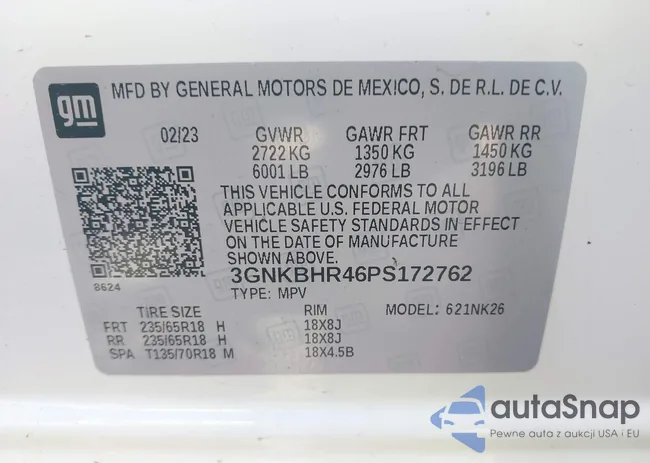 gm
MFD BY GENERAL MOTORS DE MEXICO, S. DE R.L. DE C.V.
02/23 GVWR GAWR FRT GAWR RR
2722 KG 1350 KG 1450 KG
6001 LB 2976 LB 3196 LB
THIS VEHICLE CONFORMS TO ALL
APPLICABLE U.S. FEDERAL MOTOR
VEHICLE SAFETY STANDARDS IN EFFECT
ON THE DATE OF MANUFACTURE
SHOWN ABOVE.
8624
3GNKBHR46PS172762
TYPE: MPV
TIRE SIZE RIM MODEL: 621NK26
FRT 235/65R18 H 18X8J
RR 235/65R18 H 18X8J
SPA T135/70R18 M 18X4.5B
autaSnap
Pewne auta z aukcji USA i EU